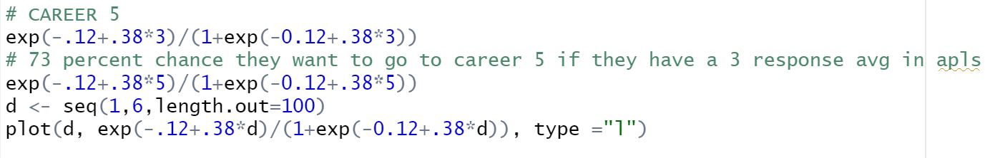 # CAREER 5
exp(-.12+.38*3)/(1+exp(-0.12+.38*3))
# 73 percent chance they want to go to career 5 if they have a 3 response avg in apls
exp(-.12+.38*5)/(1+exp(-0.12+.38*5))
d <- seq(1,6,length.out=100)
plot(d, exp(-.12+.38*d)/(1+exp(-0.12+.38*d)), type ="l")